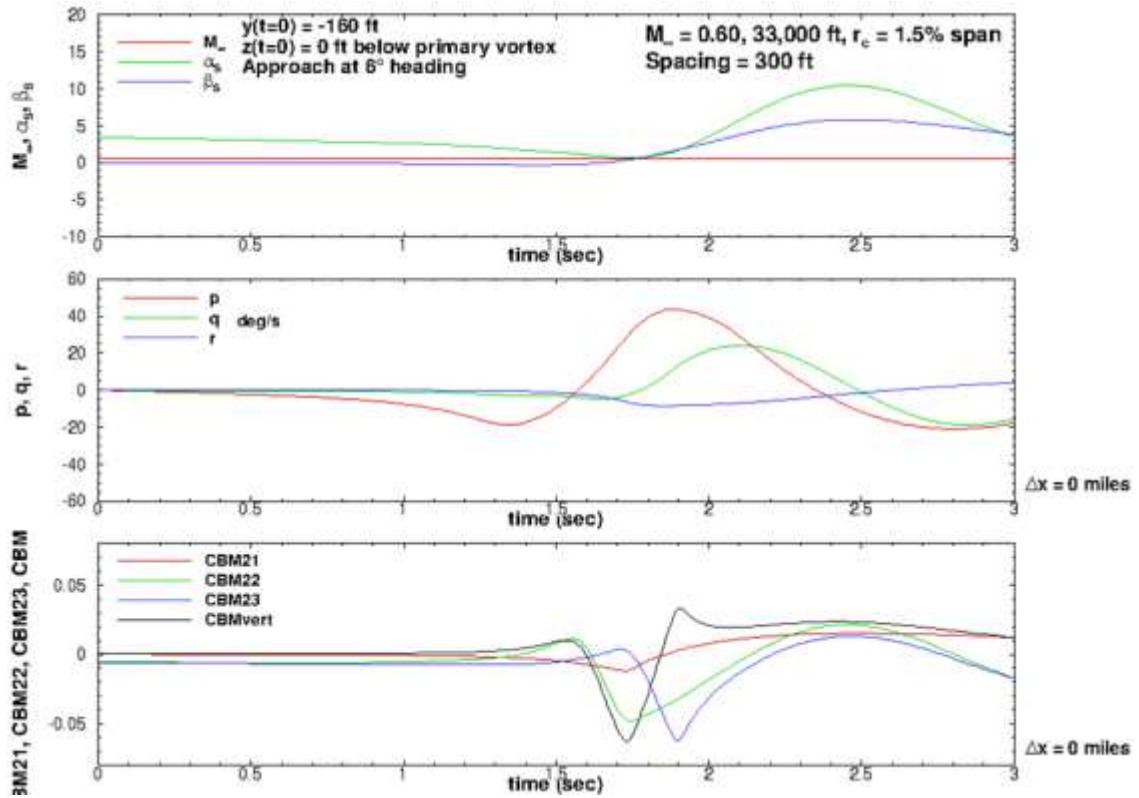 20
15
10
5
0
-5
-10
M∞, αs, βs
M∞
αs
βs
y(t=0) = -160 ft
z(t=0) = 0 ft below primary vortex
Approach at 6° heading
M∞ = 0.60, 33,000 ft, rc = 1.5% span
Spacing = 300 ft
0 0.5 1 1.5 2 2.5 3
time (sec)
60
40
20
0
-20
-40
-60
p, q, r
p
q deg/s
r
Δx = 0 miles
0 0.5 1 1.5 2 2.5 3
time (sec)
0.05
0
-0.05
BM21, CBM22, CBM23, CBM
CBM21
CBM22
CBM23
CBMvert
Δx = 0 miles
0 0.5 1 1.5 2 2.5 3
time (sec)